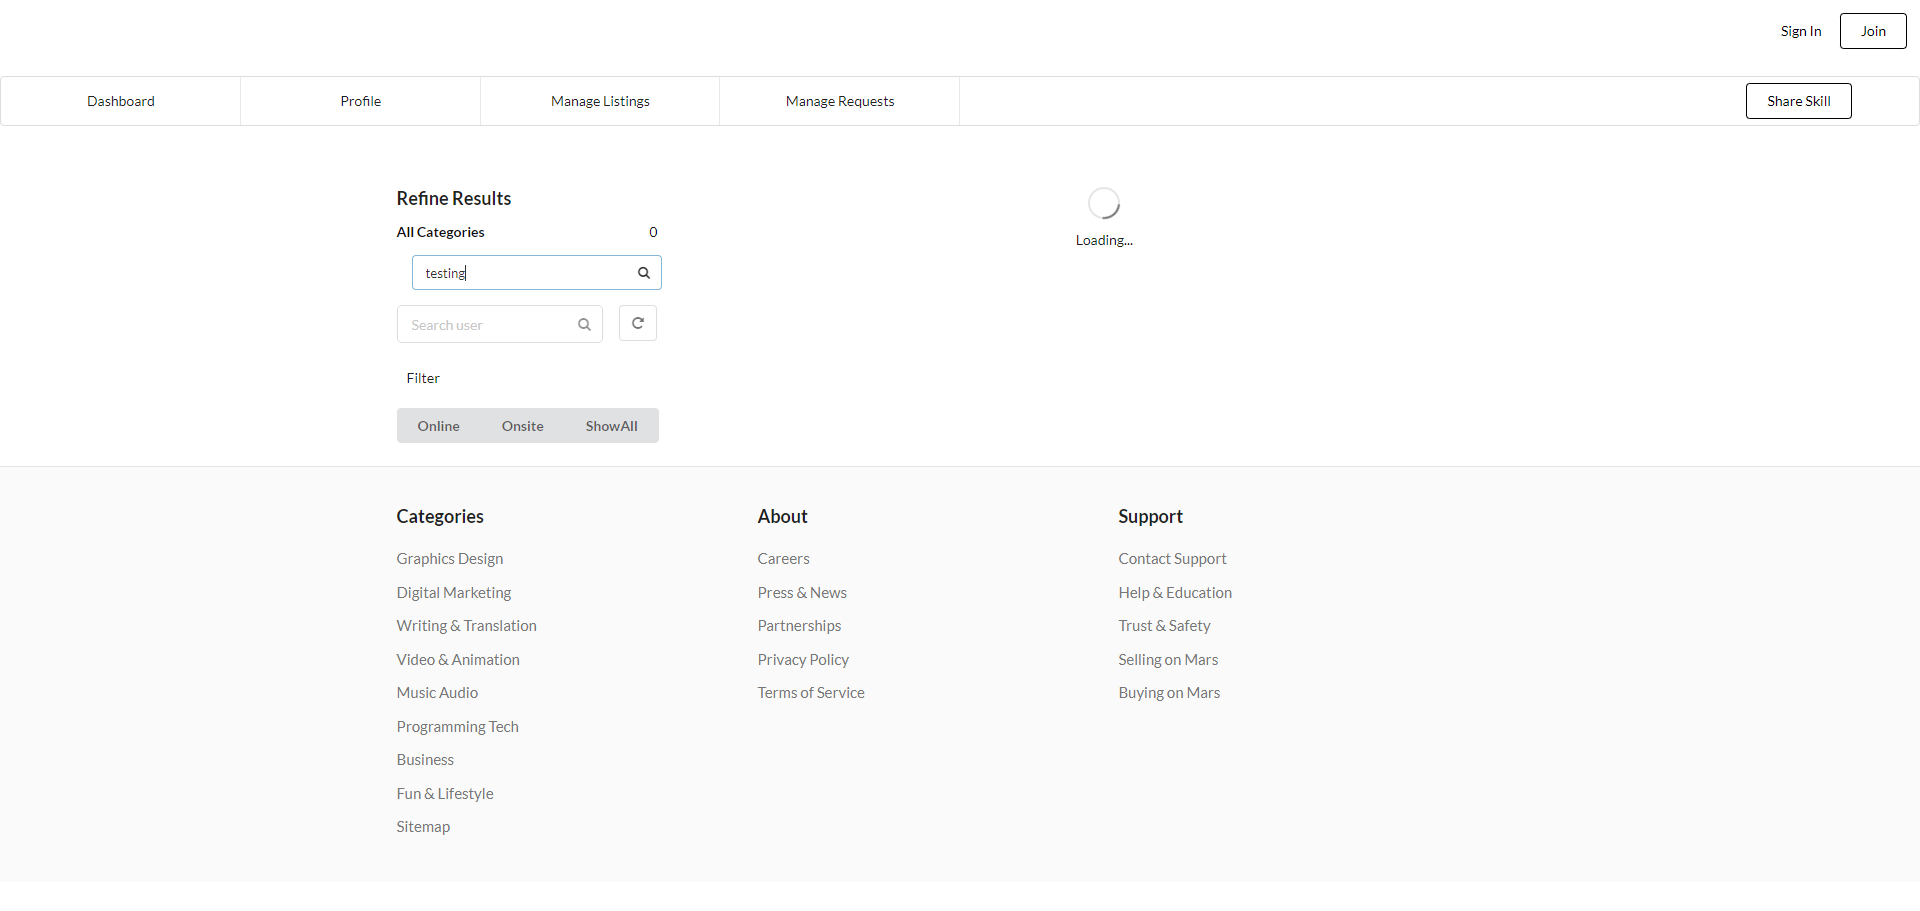 Sign In
Join
Dashboard
Profile
Manage Listings
Manage Requests
Share Skill
Refine Results
All Categories 0
testing
Search user
Filter
Online
Onsite
ShowAll
Loading...
Categories
Graphics Design
Digital Marketing
Writing & Translation
Video & Animation
Music Audio
Programming Tech
Business
Fun & Lifestyle
Sitemap
About
Careers
Press & News
Partnerships
Privacy Policy
Terms of Service
Support
Contact Support
Help & Education
Trust & Safety
Selling on Mars
Buying on Mars